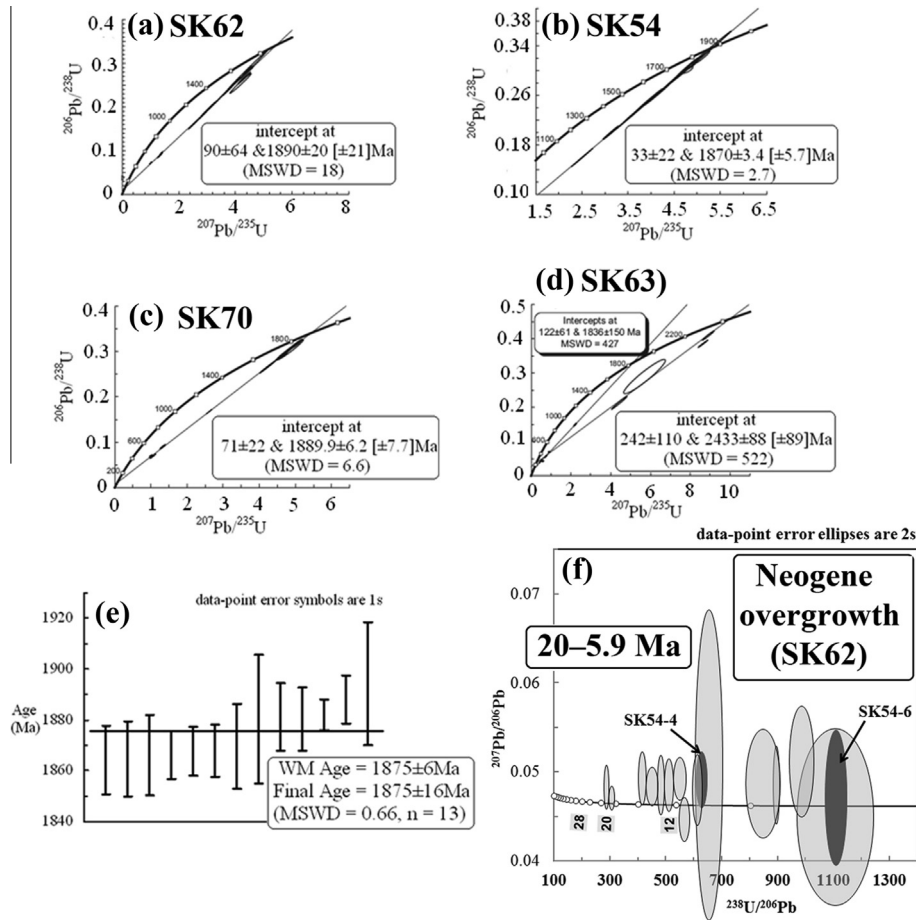 (a) SK62
0.4
0.3
0.2
0.1
0
206Pb/238U
1000
1400
intercept at
90±64 &1890±20 [±21]Ma
(MSWD = 18)
0 2 4 6 8
207Pb/235U
(b) SK54
0.38
0.34
0.26
0.18
0.10
206Pb/238U
1100
1300
1500
1700
1900
intercept at
33±22 & 1870±3.4 [±5.7]Ma
(MSWD = 2.7)
1.5 2.5 3.5 4.5 5.5 6.5
207Pb/235U
(c) SK70
0.4
0.3
0.2
0.1
0
206Pb/238U
200
600
1000
1400
1800
intercept at
71±22 & 1889.9±6.2 [±7.7]Ma
(MSWD = 6.6)
0 1 2 3 4 5 6
207Pb/235U
(d) SK63)
0.5
0.4
0.3
0.2
0.1
0.0
206Pb/238U
Intercepts at
122±61 & 1836±150 Ma
MSWD = 427
600
1000
1400
1800
2200
intercept at
242±110 & 2433±88 [±89]Ma
(MSWD = 522)
0 2 4 6 8 10
207Pb/235U
(e)
data-point error symbols are 1s
1920
1900
1880
1860
1840
Age
(Ma)
WM Age = 1875±6Ma
Final Age = 1875±16Ma
(MSWD = 0.66, n = 13)
data-point error ellipses are 2s
(f)
Neogene
overgrowth
(SK62)
20–5.9 Ma
0.07
0.06
0.05
0.04
207Pb/206Pb
SK54-4
SK54-6
28
20
12
100 300 500 700 900 1100 1300
238U/206Pb